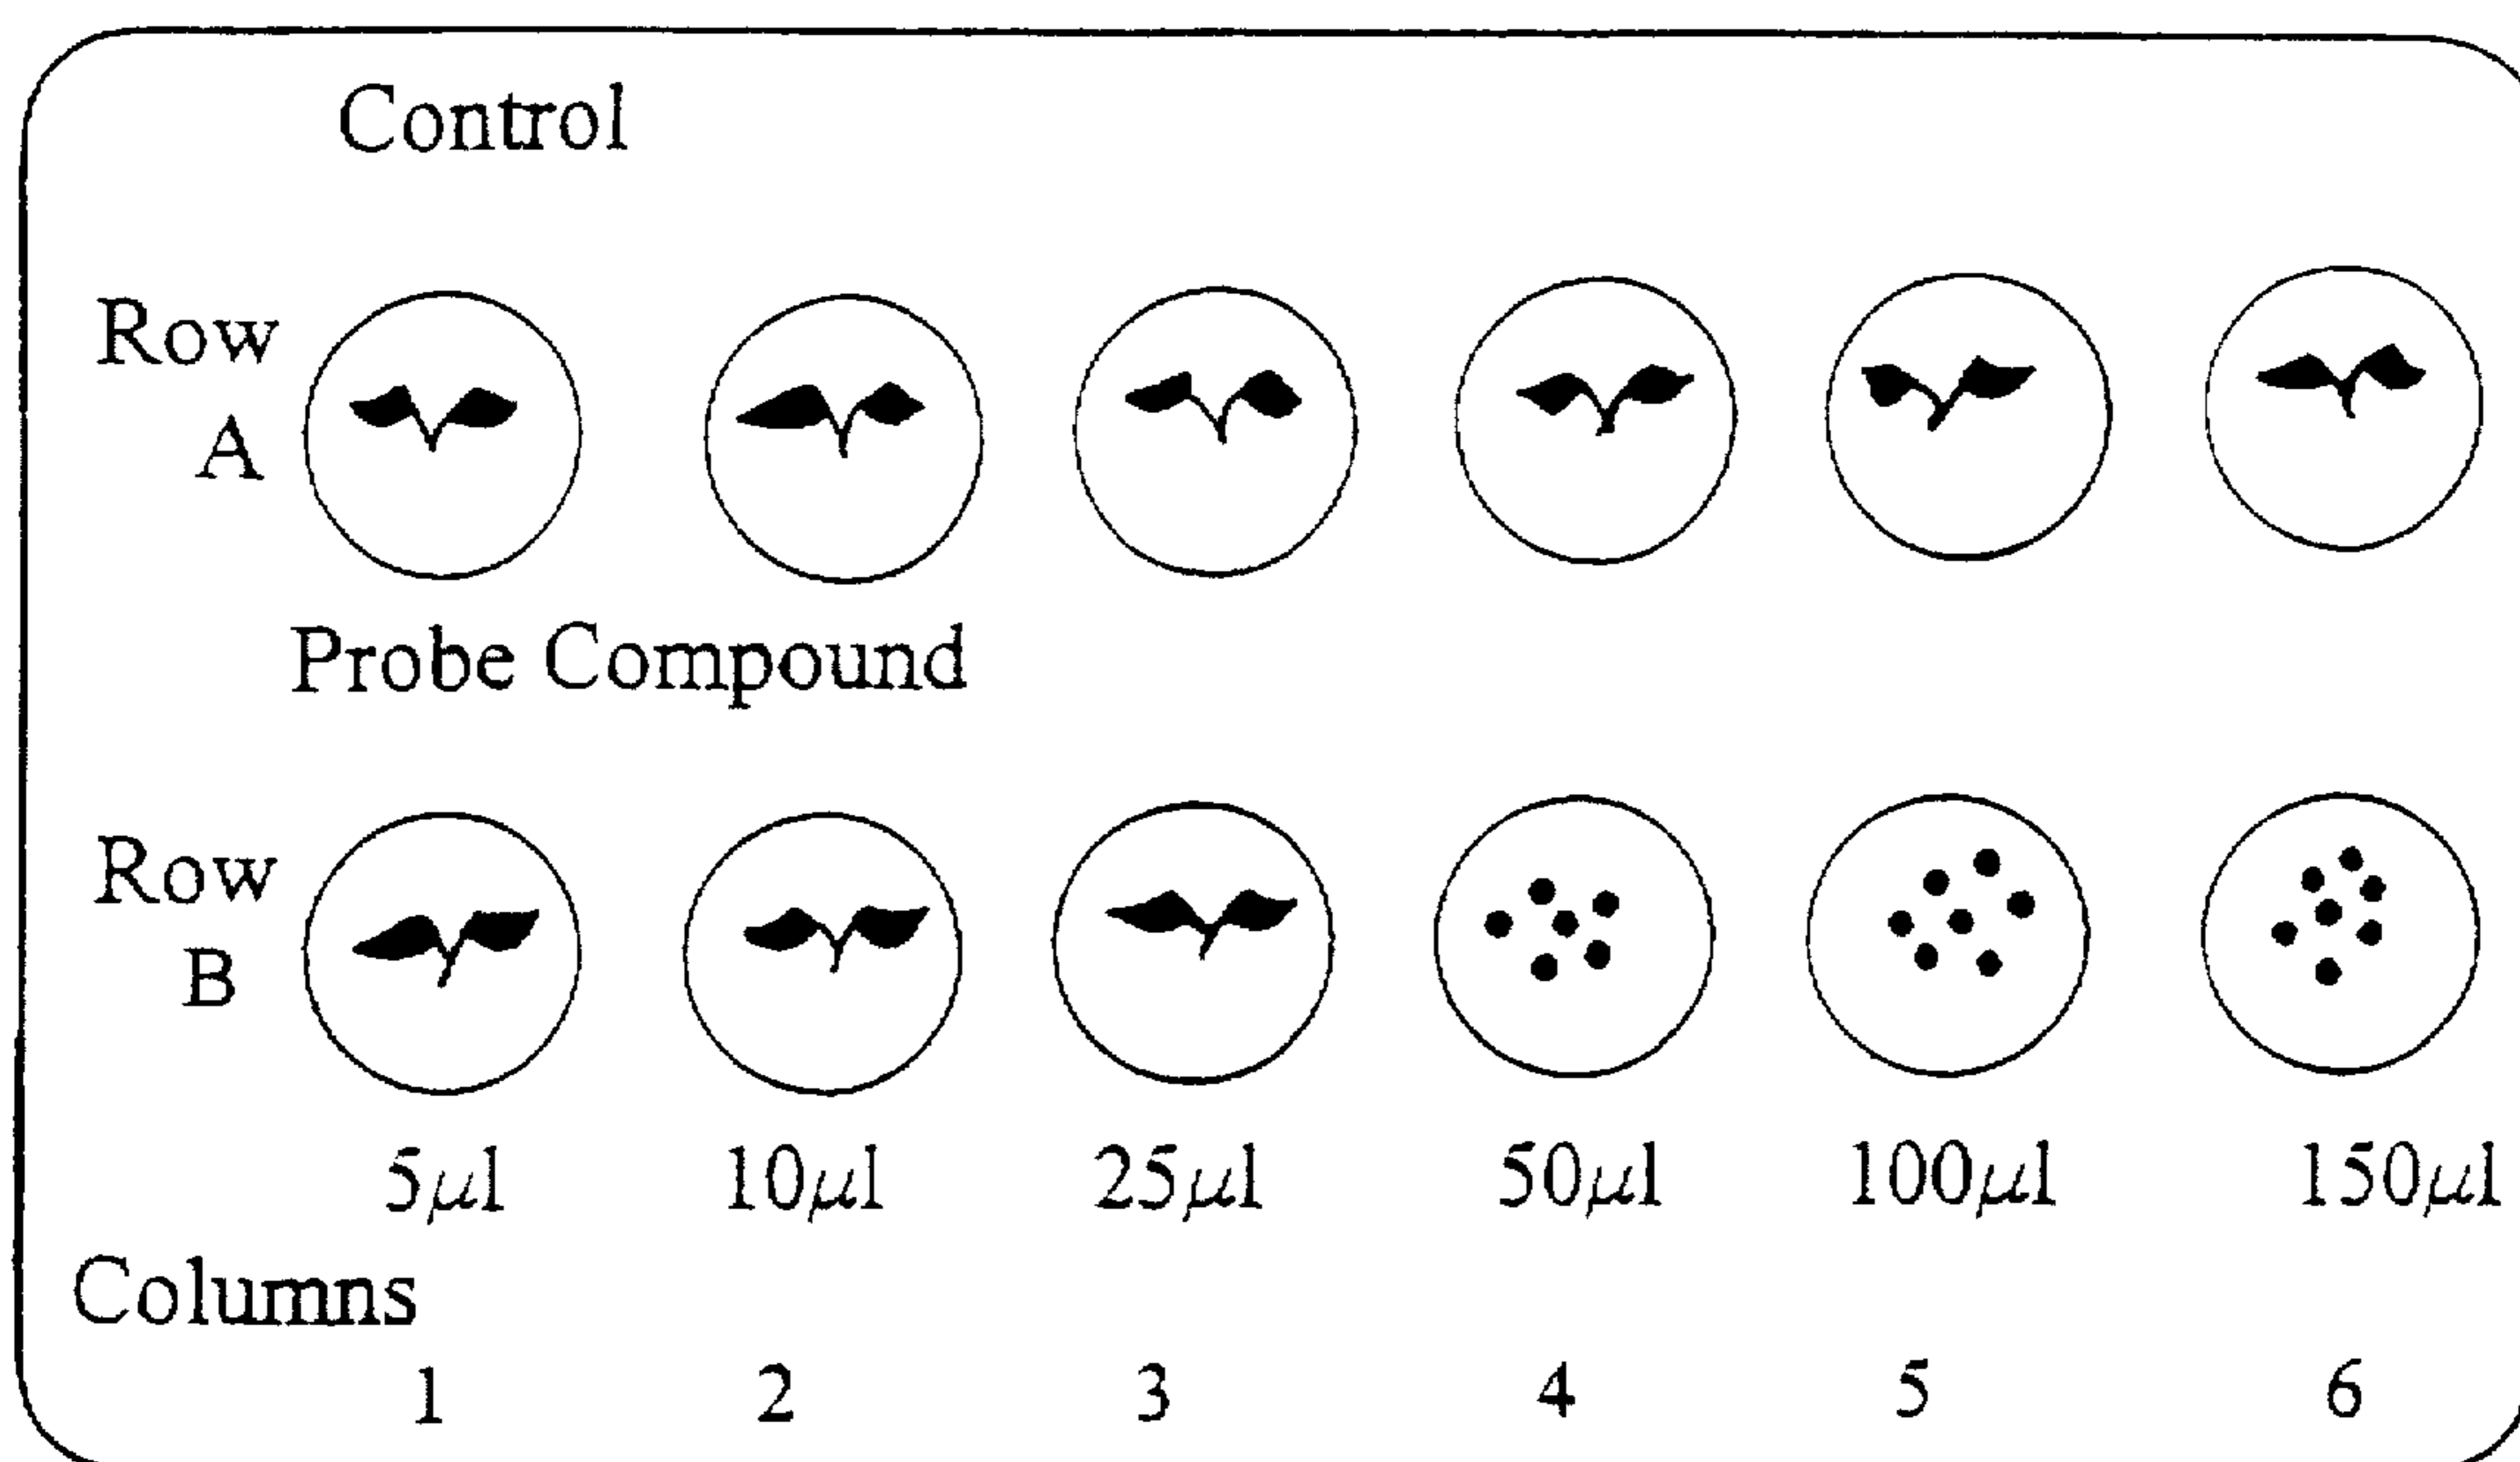 Control
Row
A
Probe Compound
Row
B
5µl 10µl 25µl 50µl 100µl 150µl
Columns
1 2 3 4 5 6